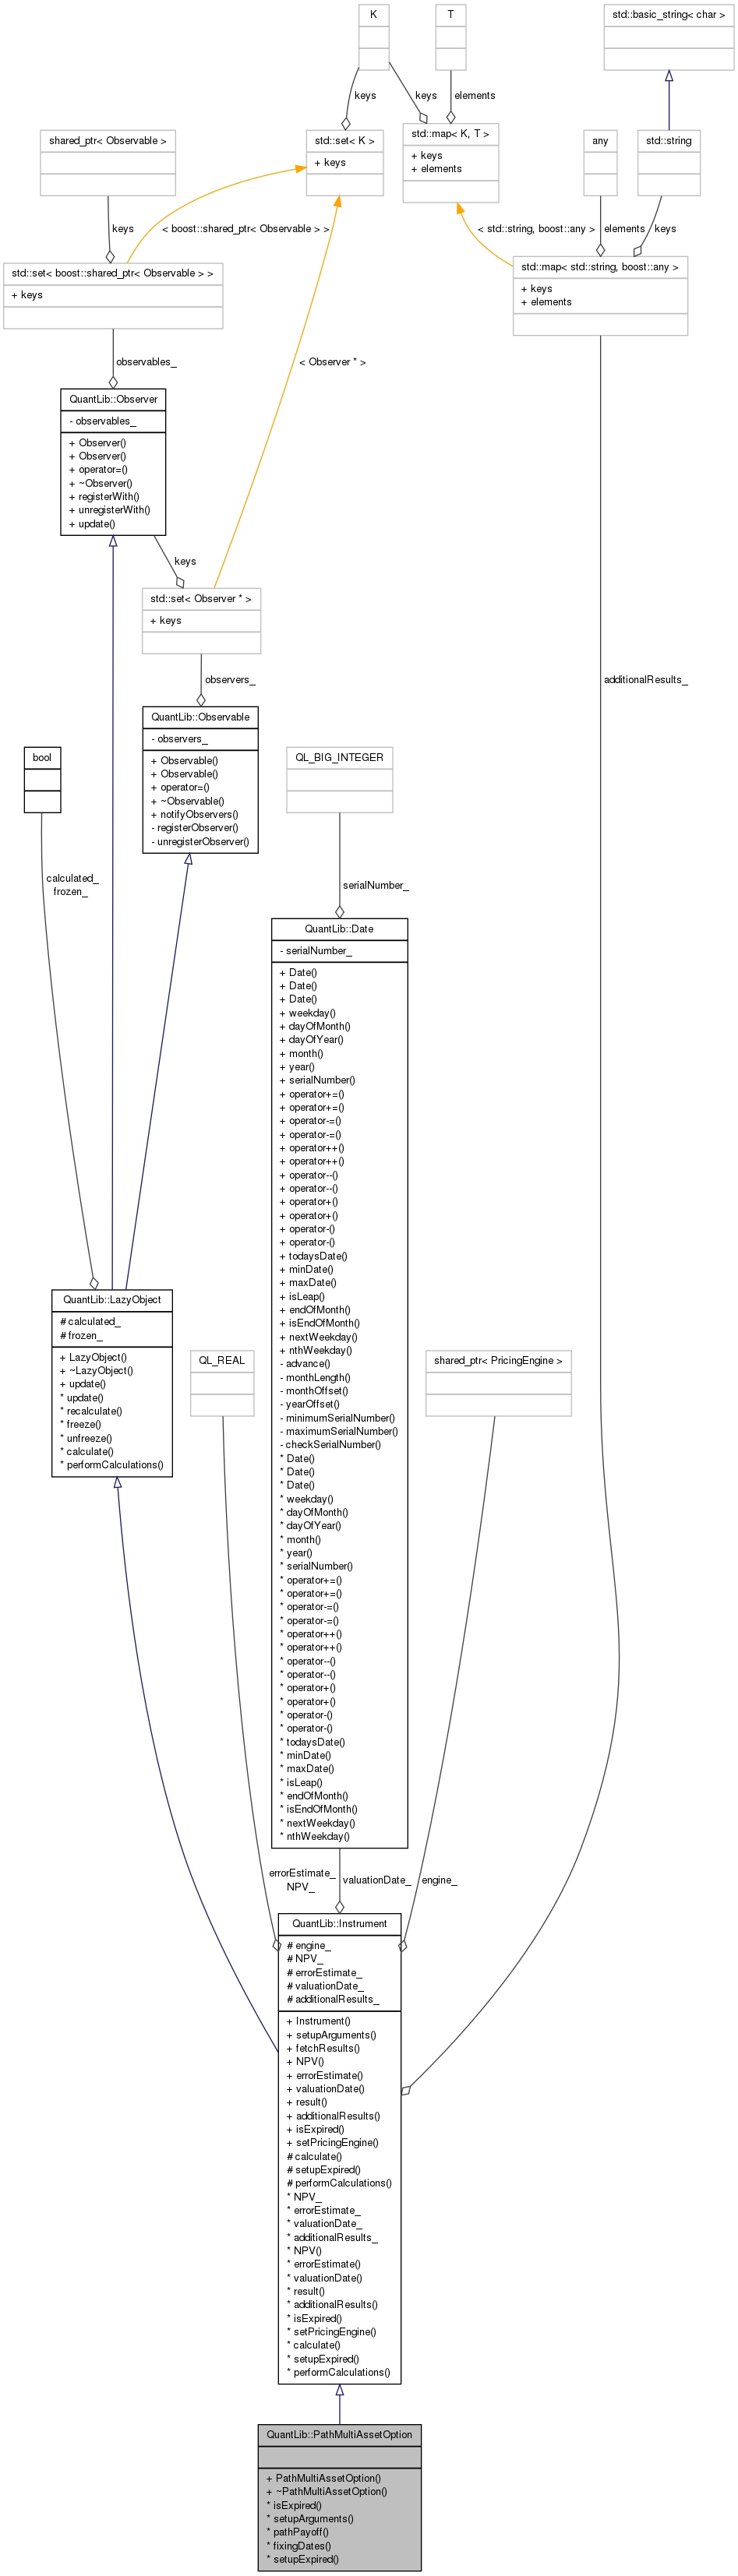 K
T
std::basic_string< char >
keys
keys
elements
shared_ptr< Observable >
std::set< K >
+ keys
std::map< K, T >
+ keys
+ elements
any
std::string
keys
< boost::shared_ptr< Observable > >
< std::string, boost::any >
elements
keys
std::set< boost::shared_ptr< Observable > >
+ keys
std::map< std::string, boost::any >
+ keys
+ elements
observables_
< Observer * >
QuantLib::Observer
- observables_
+ Observer()
+ Observer()
+ operator=()
+ ~Observer()
+ registerWith()
+ unregisterWith()
+ update()
keys
std::set< Observer * >
+ keys
observers_
additionalResults_
QuantLib::Observable
- observers_
+ Observable()
+ Observable()
+ operator=()
+ ~Observable()
+ notifyObservers()
- registerObserver()
- unregisterObserver()
bool
QL_BIG_INTEGER
calculated_
frozen_
serialNumber_
QuantLib::Date
- serialNumber_
+ Date()
+ Date()
+ Date()
+ weekday()
+ dayOfMonth()
+ dayOfYear()
+ month()
+ year()
+ serialNumber()
+ operator+=()
+ operator+=()
+ operator-=()
+ operator-=()
+ operator++()
+ operator++()
+ operator--()
+ operator--()
+ operator+()
+ operator+()
+ operator-()
+ operator-()
+ todaysDate()
+ minDate()
+ maxDate()
+ isLeap()
+ endOfMonth()
+ isEndOfMonth()
+ nextWeekday()
+ nthWeekday()
- advance()
- monthLength()
- monthOffset()
- yearOffset()
- minimumSerialNumber()
- maximumSerialNumber()
- checkSerialNumber()
* Date()
* Date()
* Date()
* weekday()
* dayOfMonth()
* dayOfYear()
* month()
* year()
* serialNumber()
* operator+=()
* operator+=()
* operator-=()
* operator-=()
* operator++()
* operator++()
* operator--()
* operator--()
* operator+()
* operator+()
* operator-()
* operator-()
* todaysDate()
* minDate()
* maxDate()
* isLeap()
* endOfMonth()
* isEndOfMonth()
* nextWeekday()
* nthWeekday()
QuantLib::LazyObject
# calculated_
# frozen_
+ LazyObject()
+ ~LazyObject()
+ update()
* update()
* recalculate()
* freeze()
* unfreeze()
* calculate()
* performCalculations()
QL_REAL
shared_ptr< PricingEngine >
errorEstimate_
NPV_
valuationDate_
engine_
QuantLib::Instrument
# engine_
# NPV_
# errorEstimate_
# valuationDate_
# additionalResults_
+ Instrument()
+ setupArguments()
+ fetchResults()
+ NPV()
+ errorEstimate()
+ valuationDate()
+ result()
+ additionalResults()
+ isExpired()
+ setPricingEngine()
# calculate()
# setupExpired()
# performCalculations()
* NPV_
* errorEstimate_
* valuationDate_
* additionalResults_
* NPV()
* errorEstimate()
* valuationDate()
* result()
* additionalResults()
* isExpired()
* setPricingEngine()
* calculate()
* setupExpired()
* performCalculations()
QuantLib::PathMultiAssetOption
+ PathMultiAssetOption()
+ ~PathMultiAssetOption()
* isExpired()
* setupArguments()
* pathPayoff()
* fixingDates()
* setupExpired()